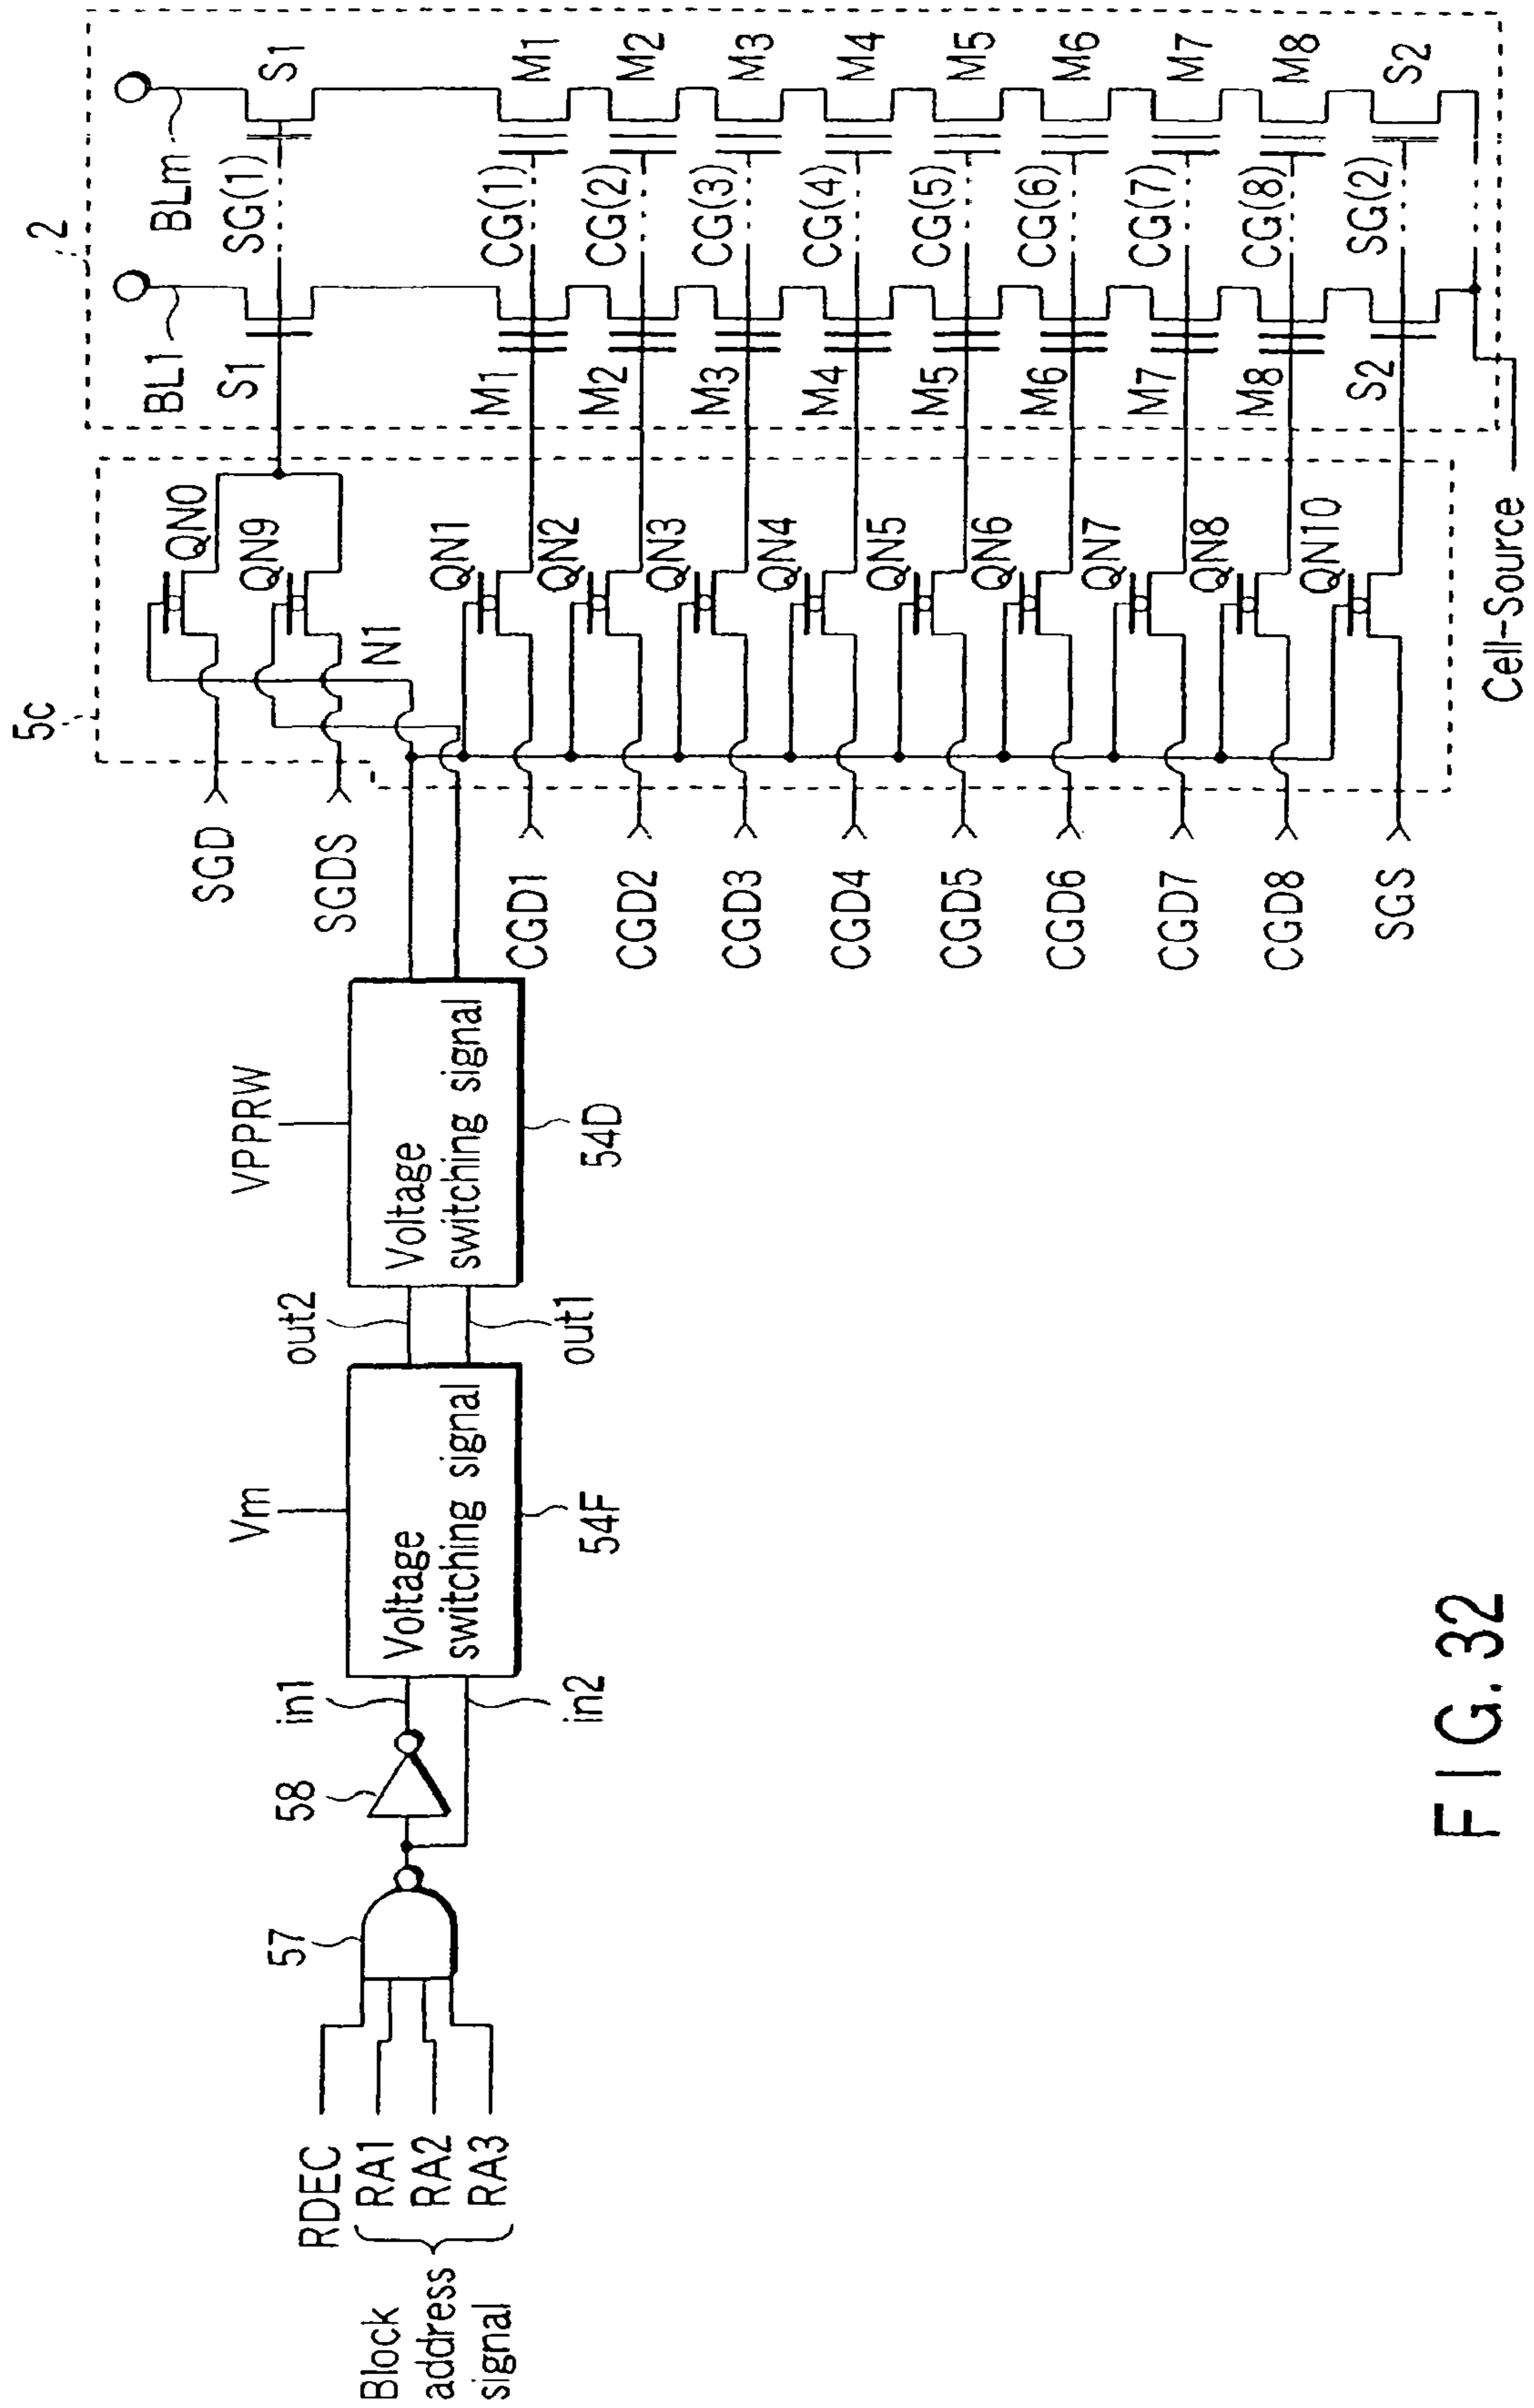 Block
address
signal
RDEC
RA1
RA2
RA3
57
58
in1
in2
Vm
Voltage
switching signal
54F
out2
out1
VPPRW
Voltage
switching signal
54D
5c
SGD
SGDS
CGD1
CGD2
CGD3
CGD4
CGD5
CGD6
CGD7
CGD8
SGS
N1
QN0
QN9
QN1
QN2
QN3
QN4
QN5
QN6
QN7
QN8
QN10
2
BL1
S1
M1
M2
M3
M4
M5
M6
M7
M8
S2
BLm
SG(1)
CG(1)
CG(2)
CG(3)
CG(4)
CG(5)
CG(6)
CG(7)
CG(8)
SG(2)
S1
M1
M2
M3
M4
M5
M6
M7
M8
S2
Cell-Source
FIG. 32